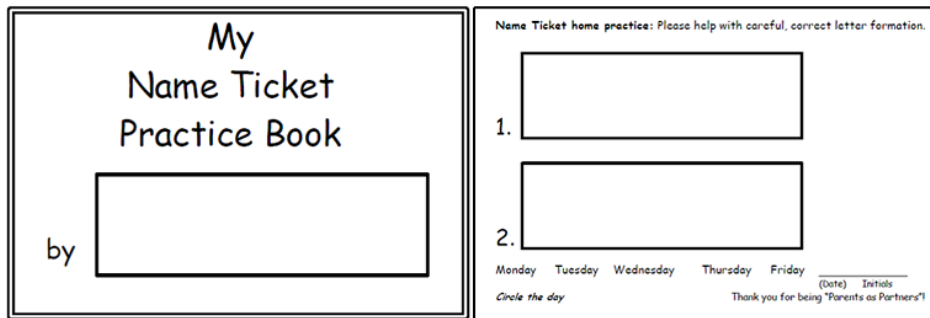 My
Name Ticket
Practice Book
by
Name Ticket home practice: Please help with careful, correct letter formation.
1.
2.
Monday Tuesday Wednesday Thursday Friday
(Date) Initials
Circle the day Thank you for being "Parents as Partners"!